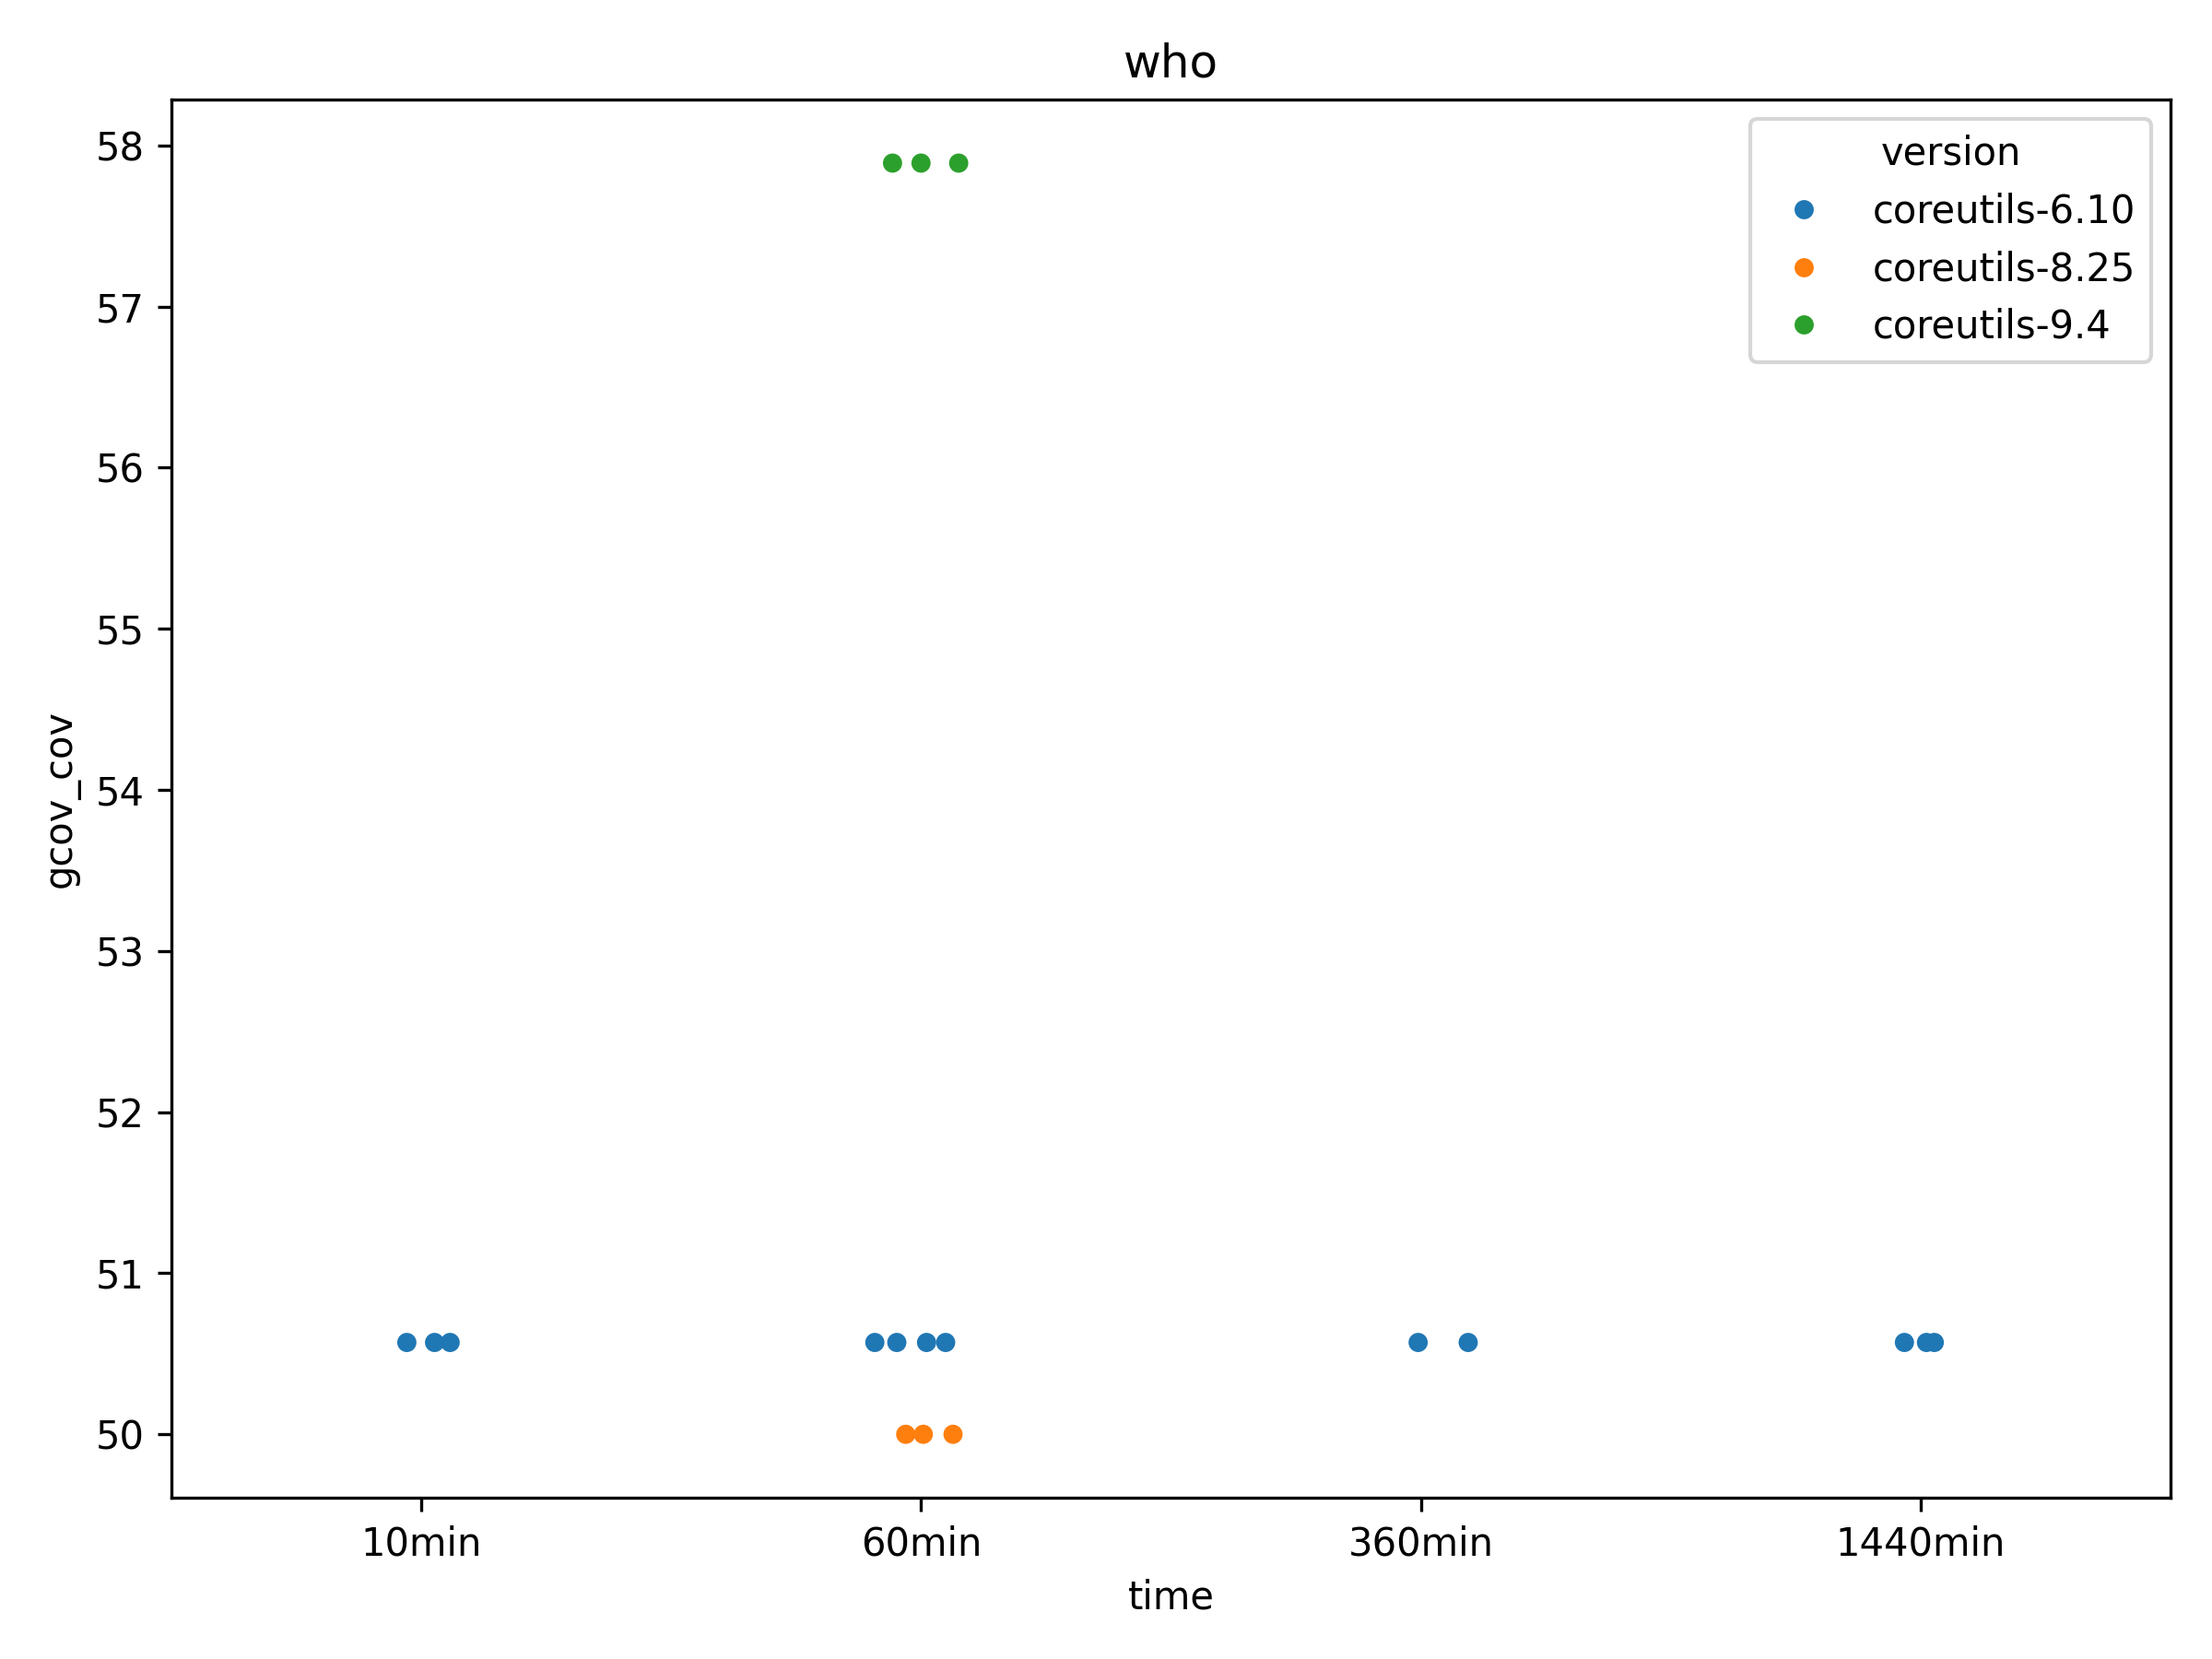 who
version
coreutils-6.10
coreutils-8.25
coreutils-9.4
gcov_cov
58
57
56
55
54
53
52
51
50
10min 60min 360min 1440min
time